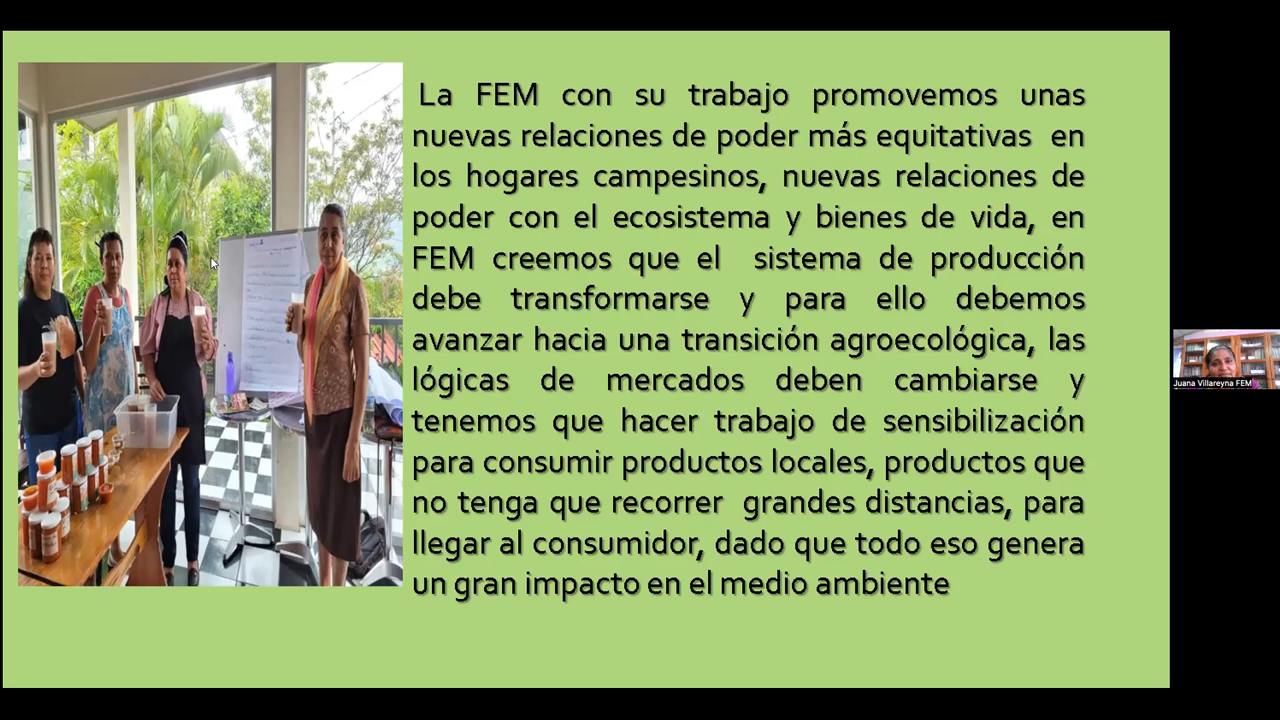 La FEM con su trabajo promovemos unas
nuevas relaciones de poder más equitativas en
los hogares campesinos, nuevas relaciones de
poder con el ecosistema y bienes de vida, en
FEM creemos que el sistema de producción
debe transformarse y para ello debemos
avanzar hacia una transición agroecológica, las
lógicas de mercados deben cambiarse y
tenemos que hacer trabajo de sensibilización
para consumir productos locales, productos que
no tenga que recorrer grandes distancias, para
llegar al consumidor, dado que todo eso genera
un gran impacto en el medio ambiente
Juana Villareyna FEM